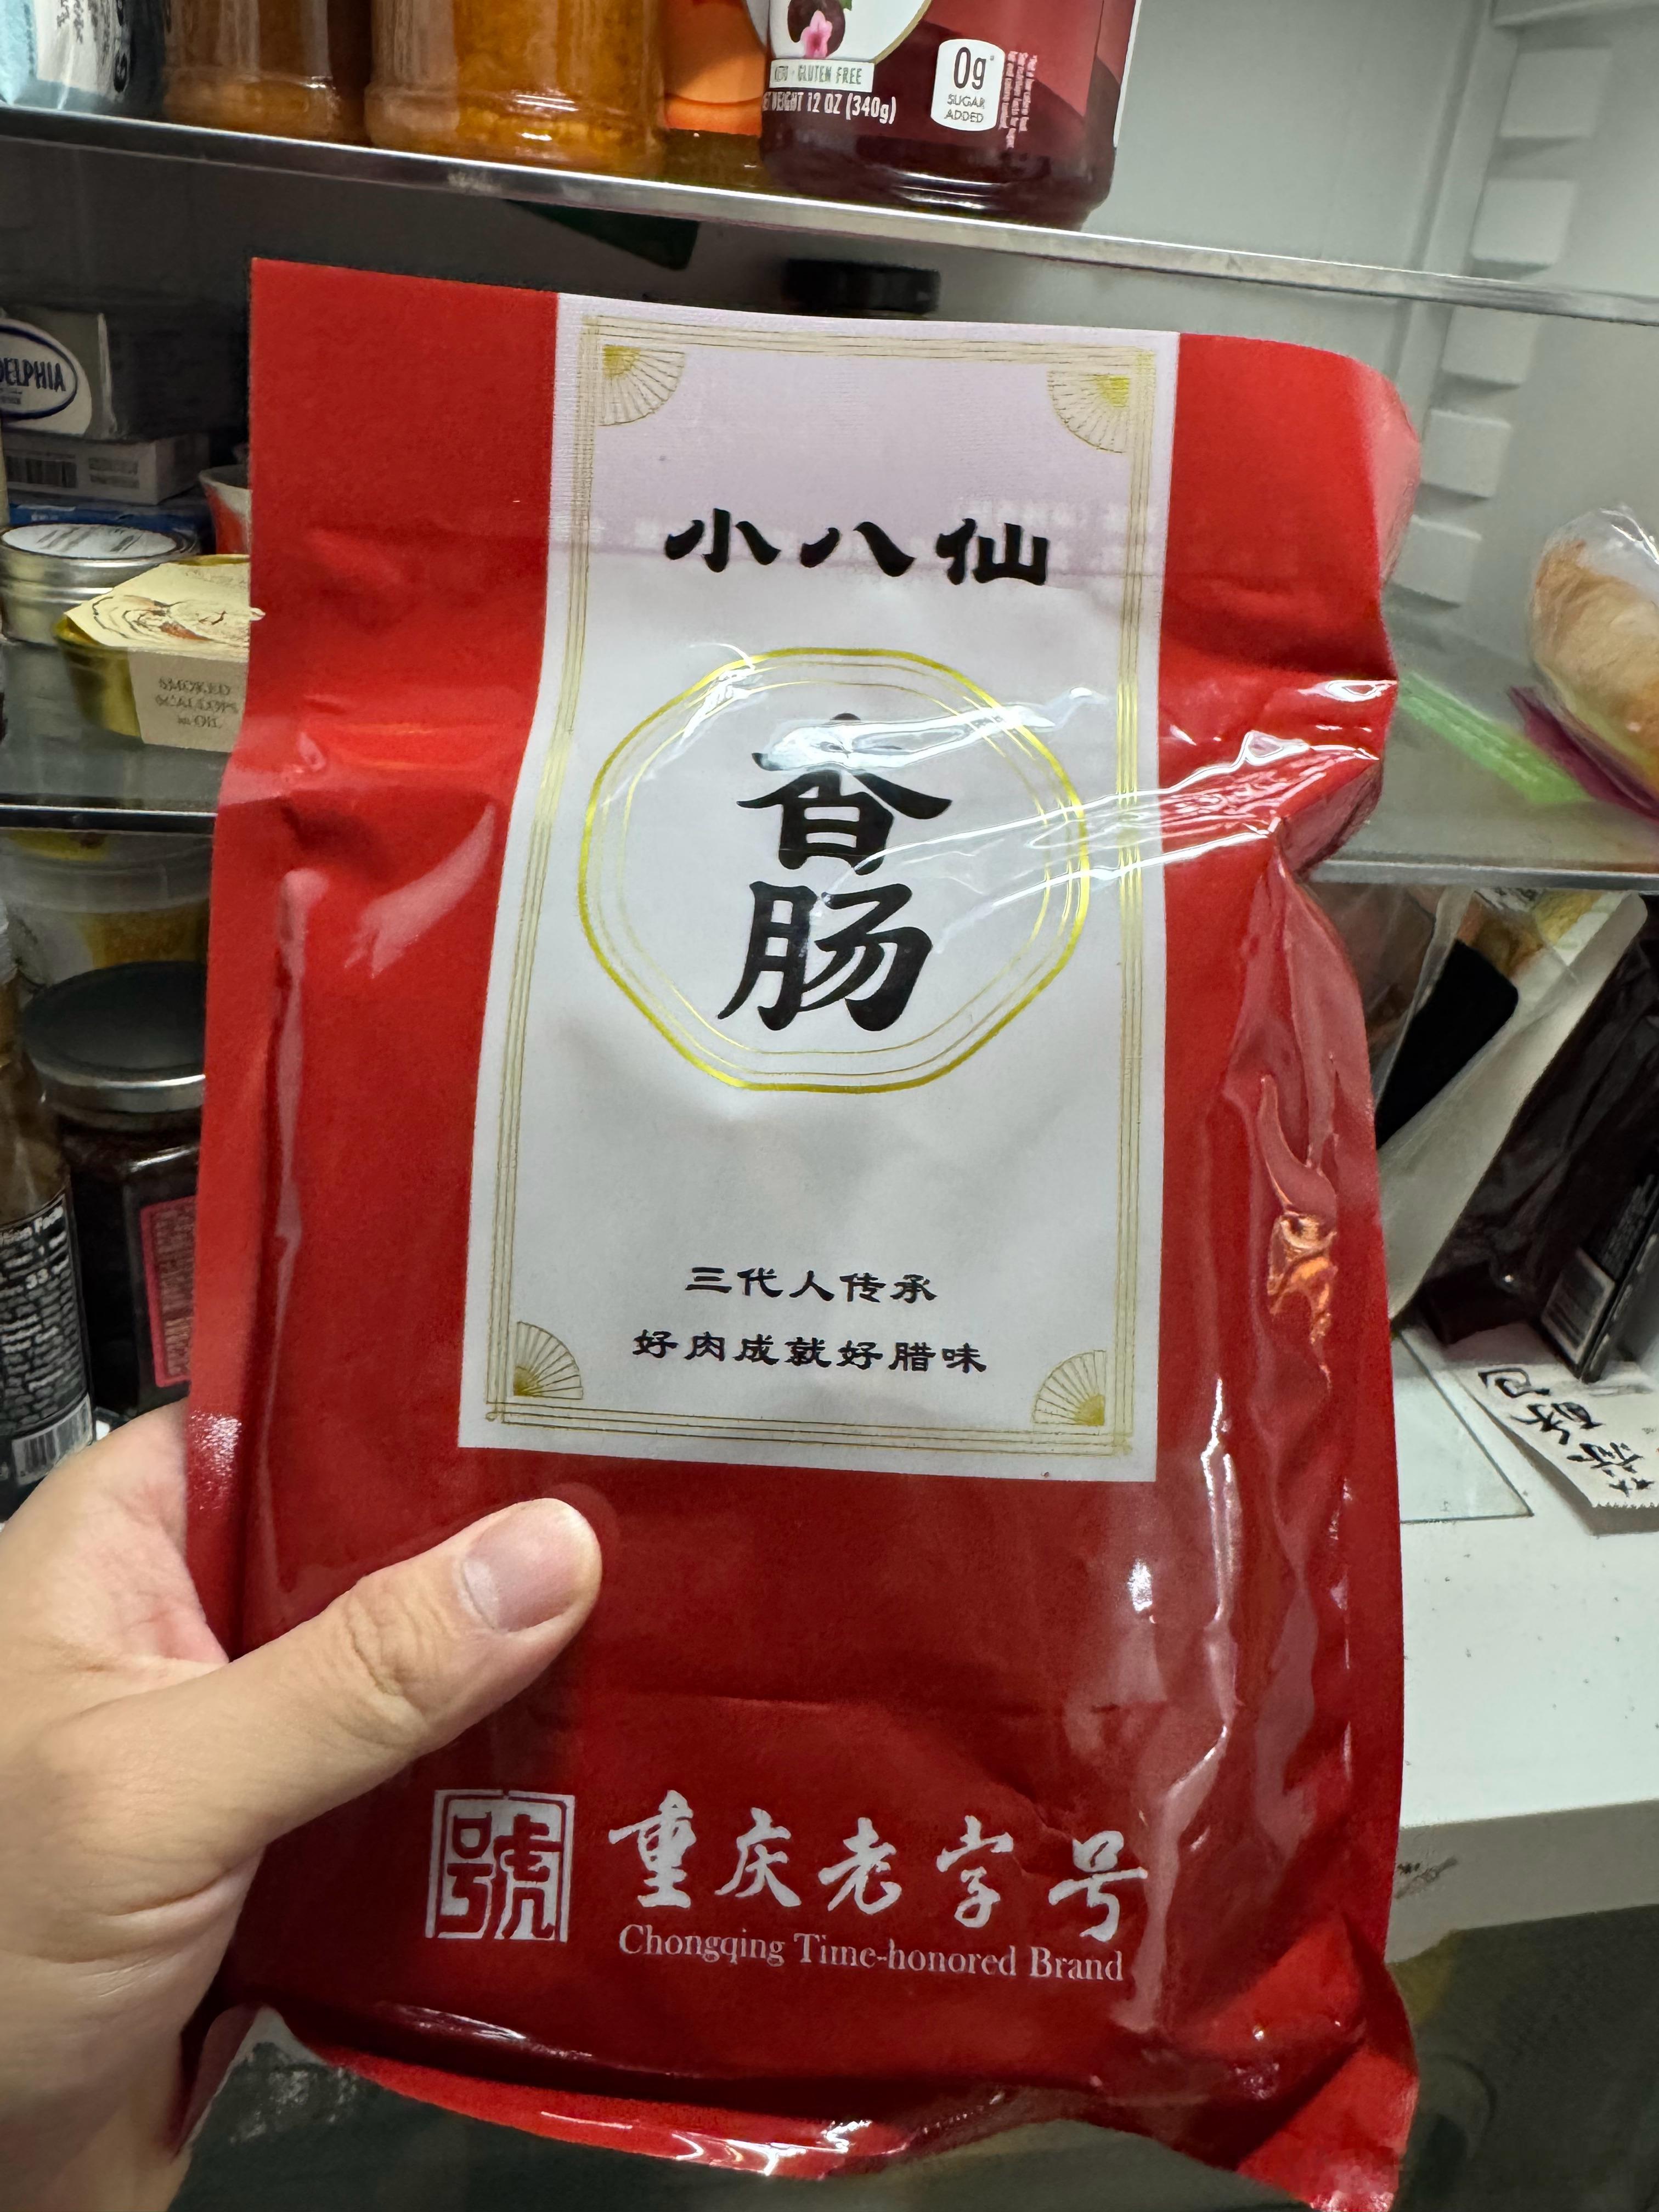 GLUTEN FREE
WEIGHT 12 OZ (340g)
0g
SUGAR
ADDED
DELPHIA
SMOKED
SCALLOPS
in OIL
小八仙
香
肠
三代人传承
好肉成就好腊味
號
重庆老字号
Chongqing Time-honored Brand